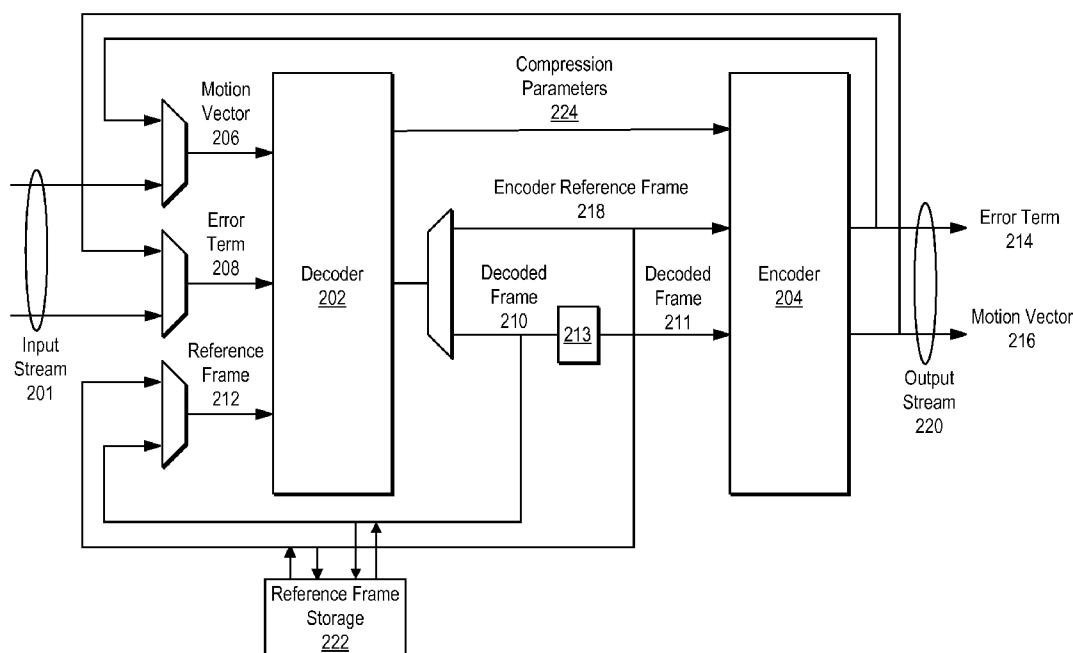 Compression
Parameters
224
Motion
Vector
206
Encoder Reference Frame
218
Error
Term
208
Decoder
202
Decoded
Frame
210
213
Decoded
Frame
211
Encoder
204
Error Term
214
Motion Vector
216
Input
Stream
201
Reference
Frame
212
Output
Stream
220
Reference Frame
Storage
222